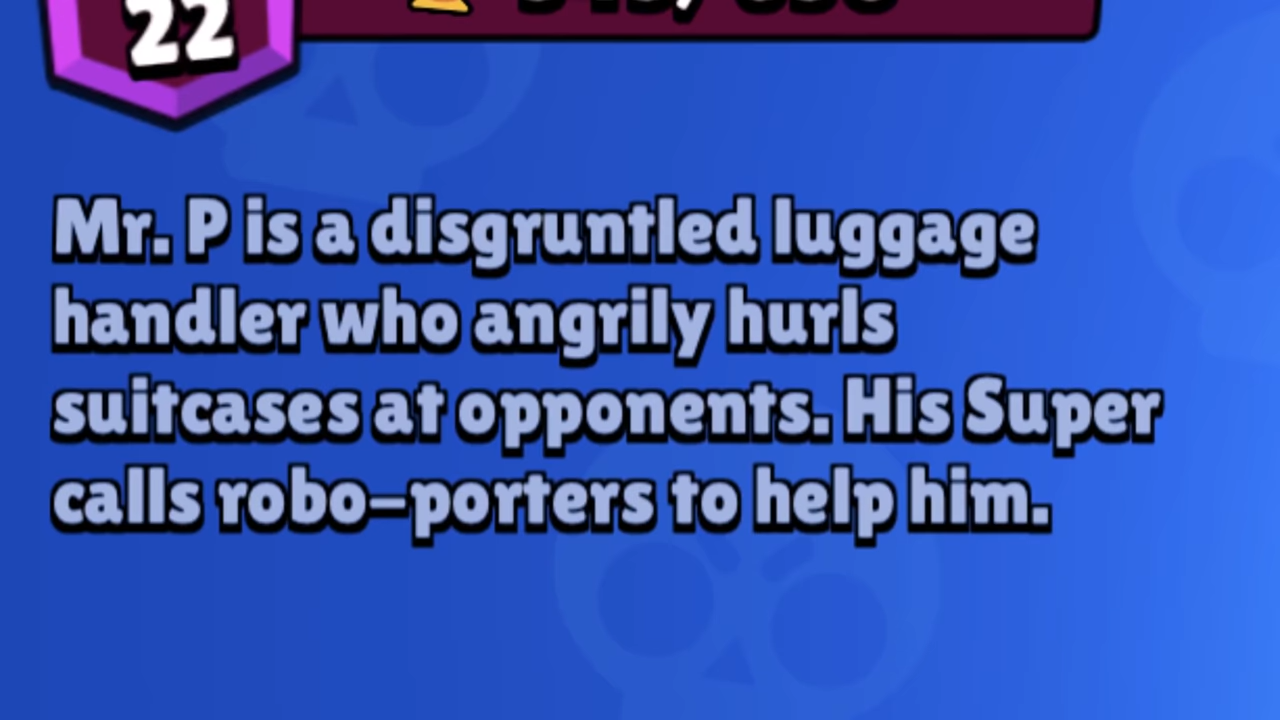 22
Mr. P is a disgruntled luggage
handler who angrily hurls
suitcases at opponents. His Super
calls robo-porters to help him.